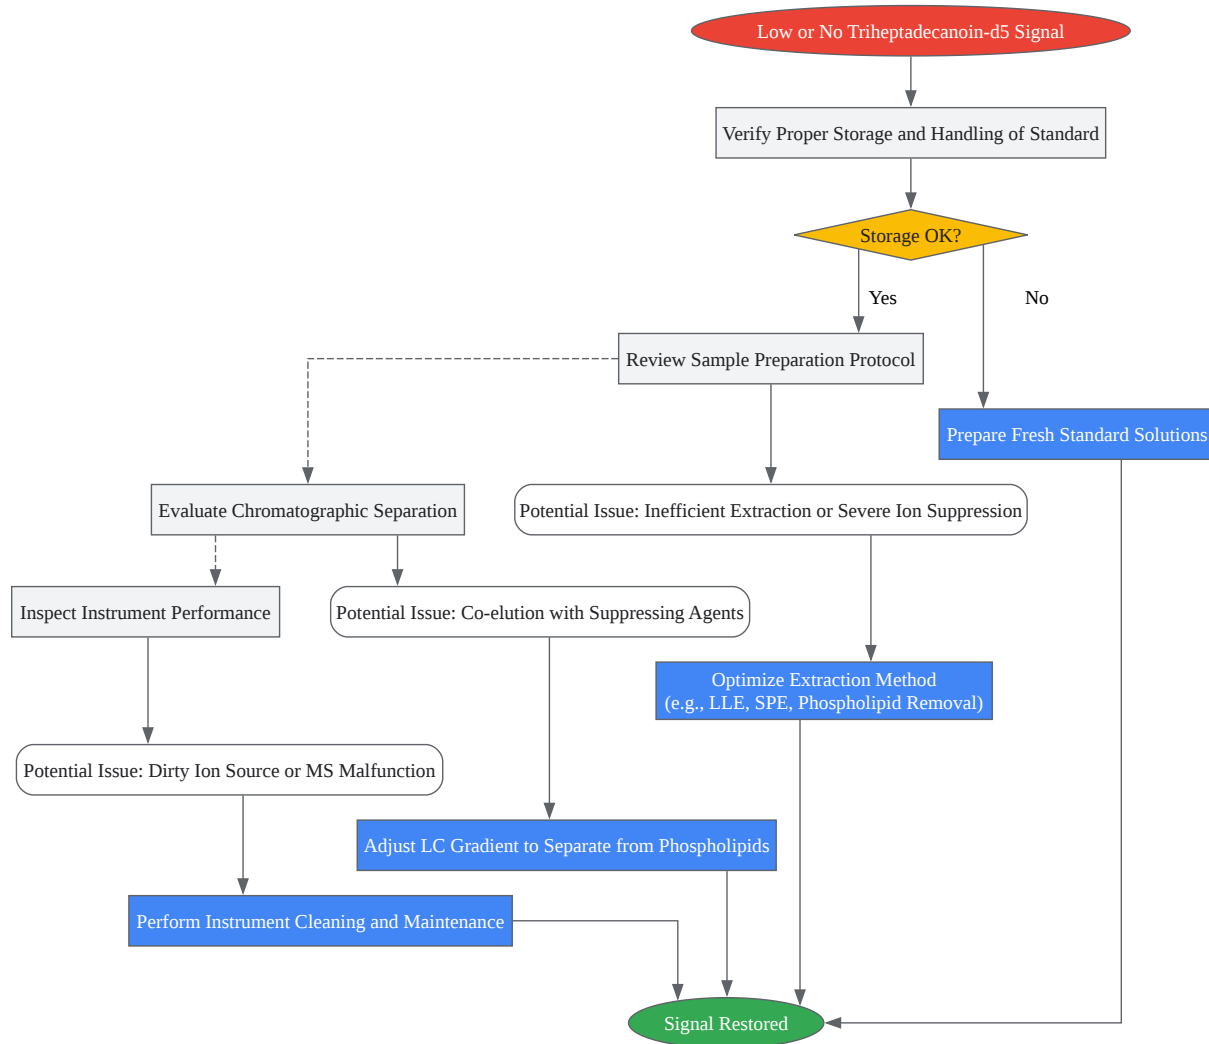 Low or No Triheptadecanoin-d5 Signal
Verify Proper Storage and Handling of Standard
Storage OK?
Yes
No
Review Sample Preparation Protocol
Prepare Fresh Standard Solutions
Evaluate Chromatographic Separation
Potential Issue: Inefficient Extraction or Severe Ion Suppression
Inspect Instrument Performance
Potential Issue: Co-elution with Suppressing Agents
Optimize Extraction Method
(e.g., LLE, SPE, Phospholipid Removal)
Potential Issue: Dirty Ion Source or MS Malfunction
Adjust LC Gradient to Separate from Phospholipids
Perform Instrument Cleaning and Maintenance
Signal Restored